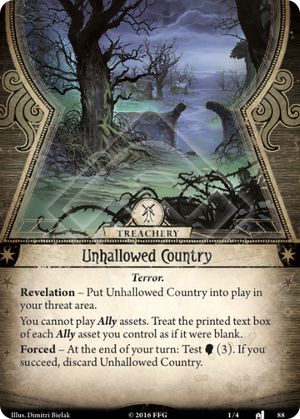 TREACHERY
Unhallowed Country
Terror.
Revelation – Put Unhallowed Country into play in
your threat area.
You cannot play Ally assets. Treat the printed text box
of each Ally asset you control as if it were blank.
Forced – At the end of your turn: Test (3). If you
succeed, discard Unhallowed Country.
Illus. Dimitri Bielak
© 2016 FFG
1/4
88